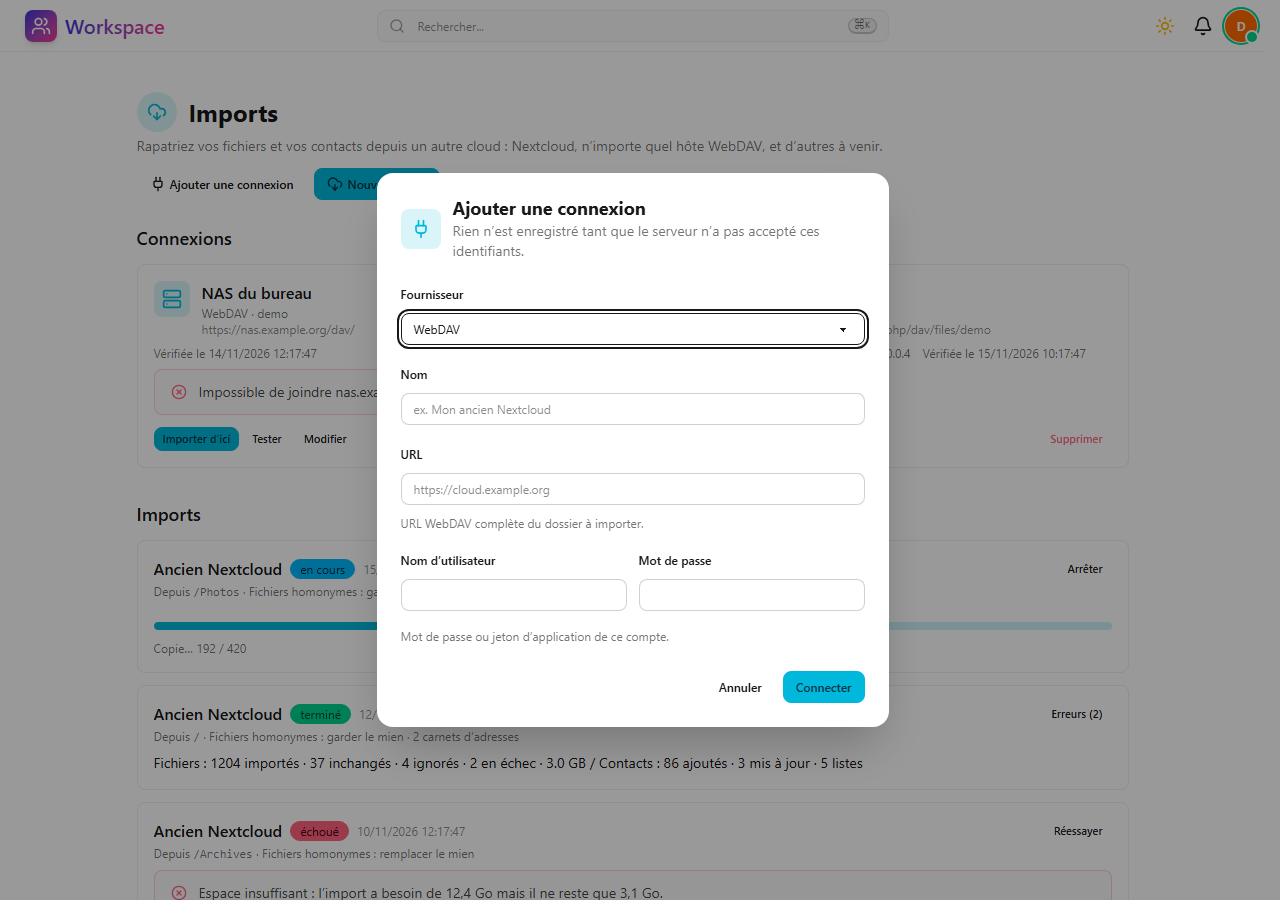 Workspace
Rechercher...
⌘K
D
Imports
Rapatriez vos fichiers et vos contacts depuis un autre cloud : Nextcloud, n’importe quel hôte WebDAV, et d’autres à venir.
Ajouter une connexion
Connexions
NAS du bureau
WebDAV · demo
https://nas.example.org/dav/
/dav/files/demo
Vérifiée le 14/11/2026 12:17:47
Vérifiée le 15/11/2026 10:17:47
Impossible de joindre
Importer d’ici
Tester
Modifier
Supprimer
Ajouter une connexion
Rien n’est enregistré tant que le serveur n’a pas accepté ces
identifiants.
Fournisseur
WebDAV
Nom
ex. Mon ancien Nextcloud
URL
https://cloud.example.org
URL WebDAV complète du dossier à importer.
Nom d’utilisateur
Mot de passe
Mot de passe ou jeton d’application de ce compte.
Annuler
Connecter
Imports
Ancien Nextcloud
en cours
Arrêter
Depuis /Photos · Fichiers homonymes :
Copie... 192 / 420
Ancien Nextcloud
terminé
12/
Erreurs (2)
Depuis / · Fichiers homonymes : garder le mien · 2 carnets d’adresses
Fichiers : 1204 importés · 37 inchangés · 4 ignorés · 2 en échec · 3.0 GB / Contacts : 86 ajoutés · 3 mis à jour · 5 listes
Ancien Nextcloud
échoué
10/11/2026 12:17:47
Réessayer
Depuis /Archives · Fichiers homonymes : remplacer le mien
Espace insuffisant : l’import a besoin de 12,4 Go mais il ne reste que 3,1 Go.